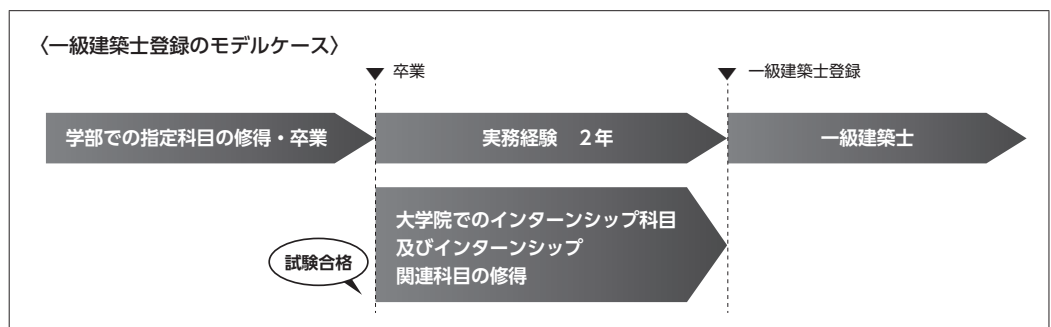 〈一級建築士登録のモデルケース〉
▼ 卒業
▼ 一級建築士登録
学部での指定科目の修得・卒業
実務経験　2年
一級建築士
大学院でのインターンシップ科目
及びインターンシップ
関連科目の修得
試験合格